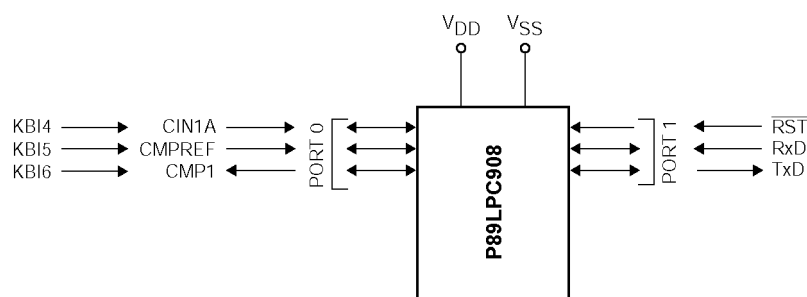 VDD VSS
KBI4 CIN1A RST
KBI5 CMPREF RxD
KBI6 CMP1 TxD
PORT 0
P89LPC908
PORT 1